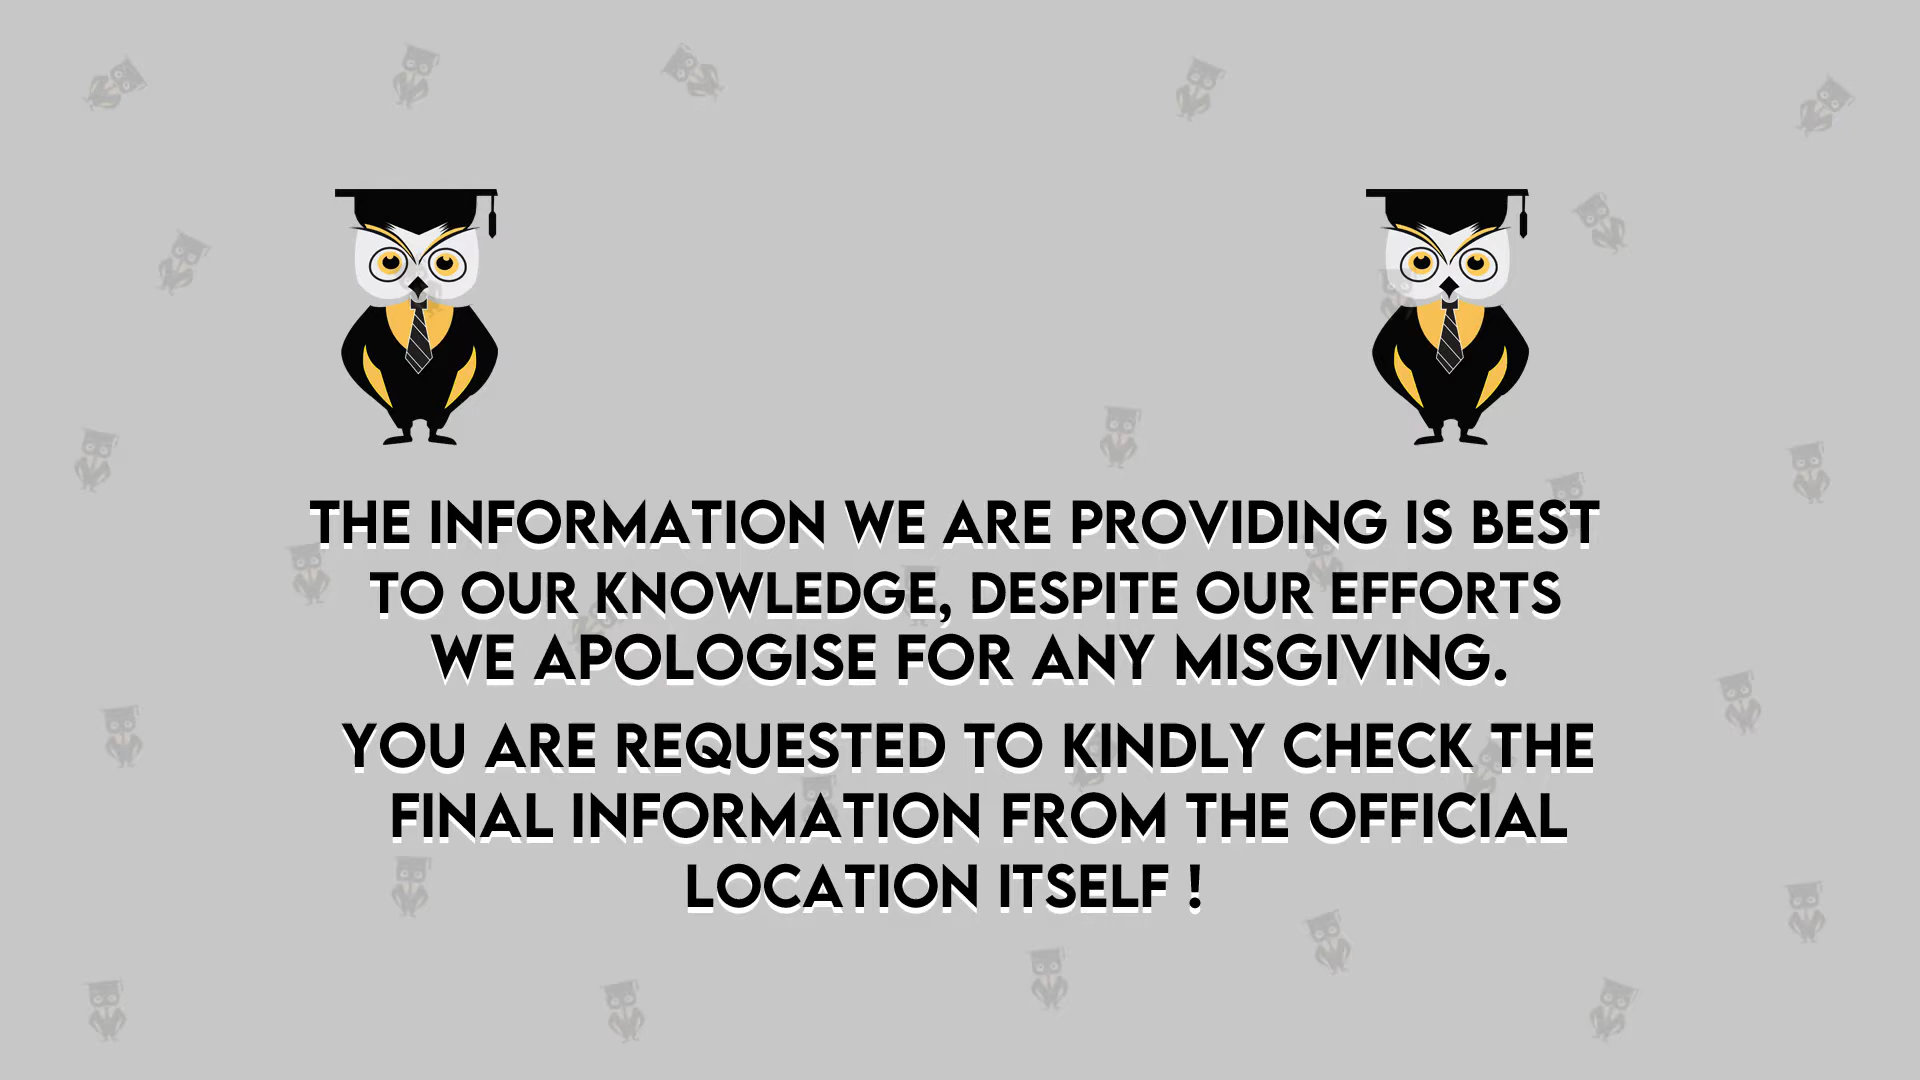 THE INFORMATION WE ARE PROVIDING IS BEST
TO OUR KNOWLEDGE, DESPITE OUR EFFORTS
WE APOLOGISE FOR ANY MISGIVING.
YOU ARE REQUESTED TO KINDLY CHECK THE
FINAL INFORMATION FROM THE OFFICIAL
LOCATION ITSELF !